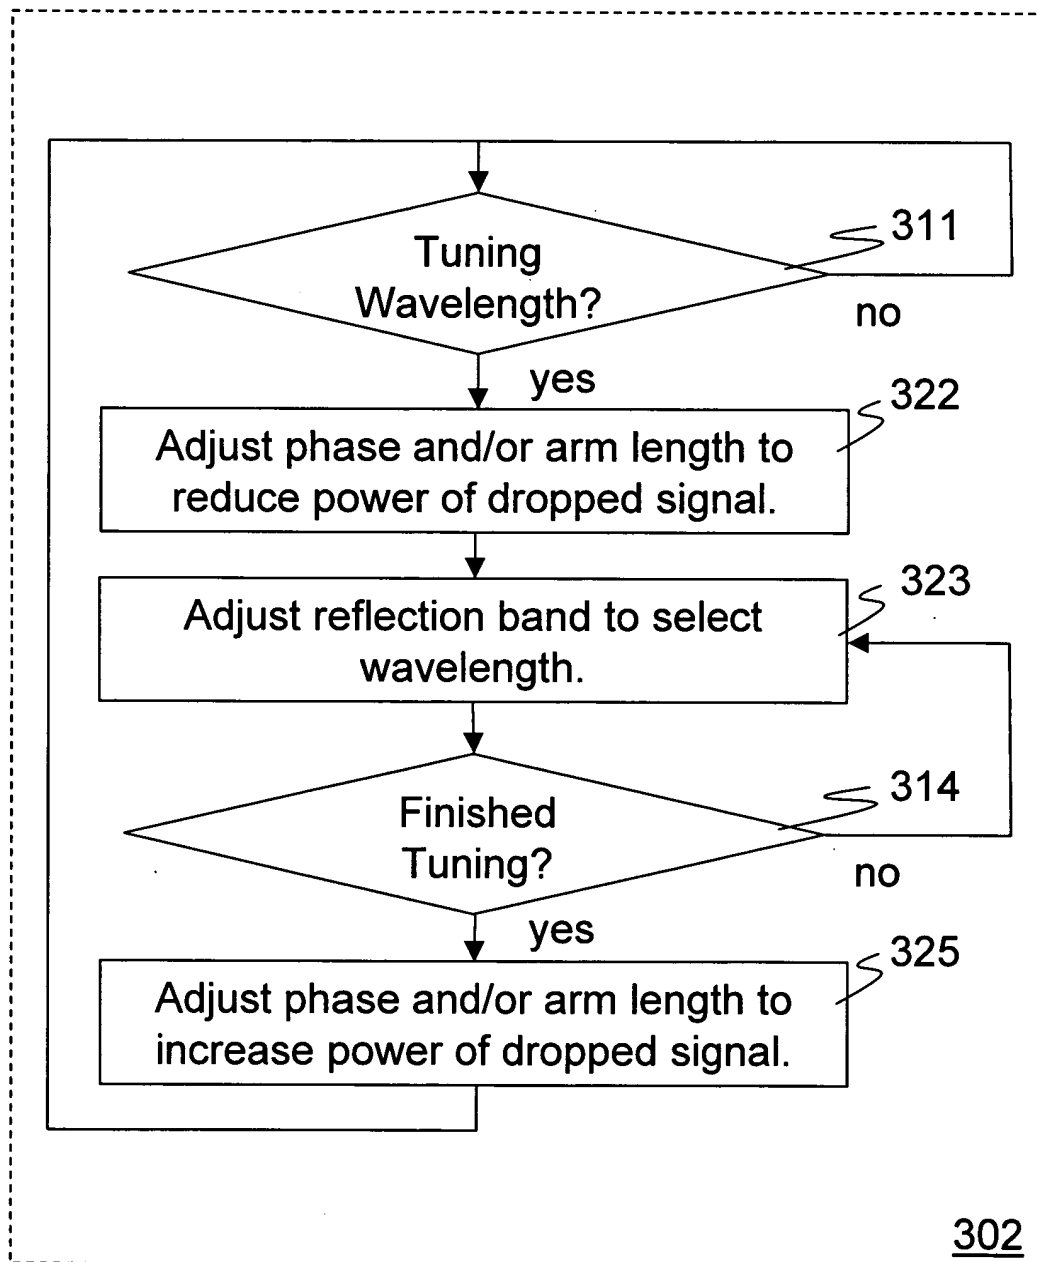 311
Tuning
Wavelength?
no
yes
322
Adjust phase and/or arm length to
reduce power of dropped signal.
323
Adjust reflection band to select
wavelength.
314
Finished
Tuning?
no
yes
325
Adjust phase and/or arm length to
increase power of dropped signal.
302